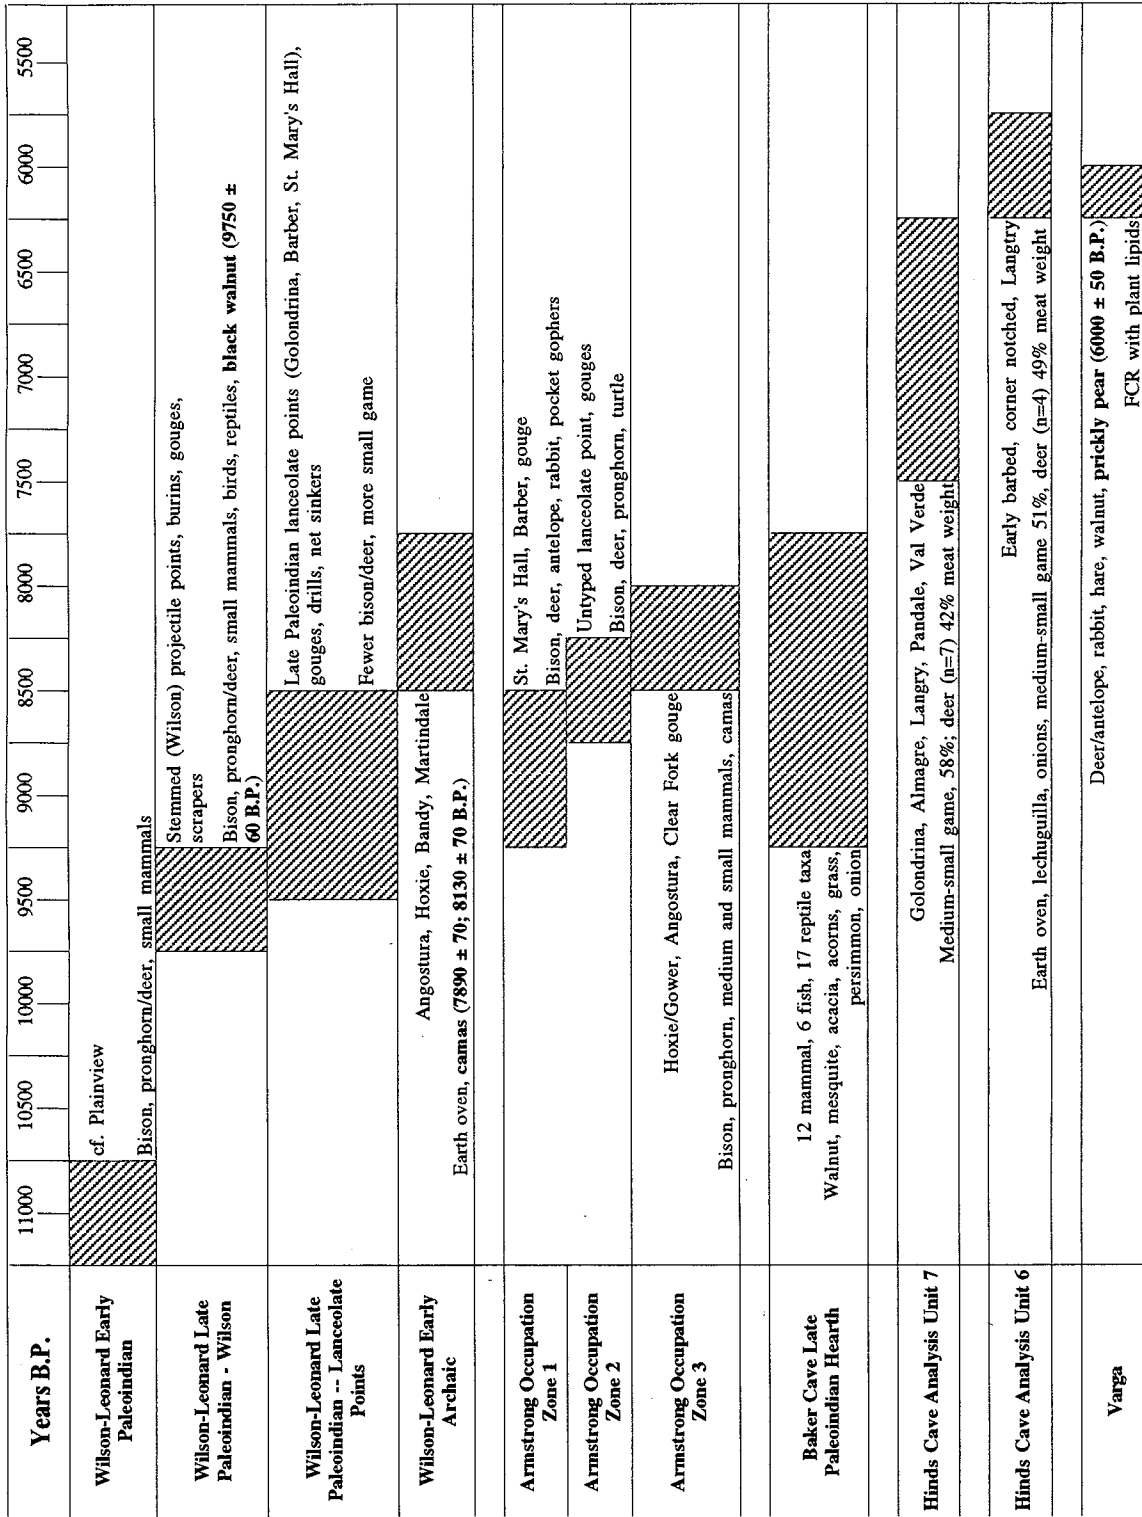 Years B.P.
11000 10500 10000 9500 9000 8500 8000 7500 7000 6500 6000 5500
Wilson-Leonard Early
Paleoindian
cf. Plainview
Bison, pronghorn/deer, small mammals
Wilson-Leonard Late
Paleoindian - Wilson
Stemmed (Wilson) projectile points, burins, gouges,
scrapers
Bison, pronghorn/deer, small mammals, birds, reptiles, black walnut (9750 ±
60 B.P.)
Wilson-Leonard Late
Paleoindian -- Lanceolate
Points
Late Paleoindian lanceolate points (Golondrina, Barber, St. Mary's Hall),
gouges, drills, net sinkers
Fewer bison/deer, more small game
Wilson-Leonard Early
Archaic
Angostura, Hoxie, Bandy, Martindale
Earth oven, camas (7890 ± 70; 8130 ± 70 B.P.)
Armstrong Occupation
Zone 1
St. Mary's Hall, Barber, gouge
Bison, deer, antelope, rabbit, pocket gophers
Armstrong Occupation
Zone 2
Untyped lanceolate point, gouges
Bison, deer, pronghorn, turtle
Armstrong Occupation
Zone 3
Hoxie/Gower, Angostura, Clear Fork gouge
Bison, pronghorn, medium and small mammals, camas
Baker Cave Late
Paleoindian Hearth
12 mammal, 6 fish, 17 reptile taxa
Walnut, mesquite, acacia, acorns, grass,
persimmon, onion
Hinds Cave Analysis Unit 7
Golondrina, Almagre, Langry, Pandale, Val Verde
Medium-small game, 58%; deer (n=7) 42% meat weight
Hinds Cave Analysis Unit 6
Early barbed, corner notched, Langtry
Earth oven, lechuguilla, onions, medium-small game 51%, deer (n=4) 49% meat weight
Varga
Deer/antelope, rabbit, hare, walnut, prickly pear (6000 ± 50 B.P.)
FCR with plant lipids